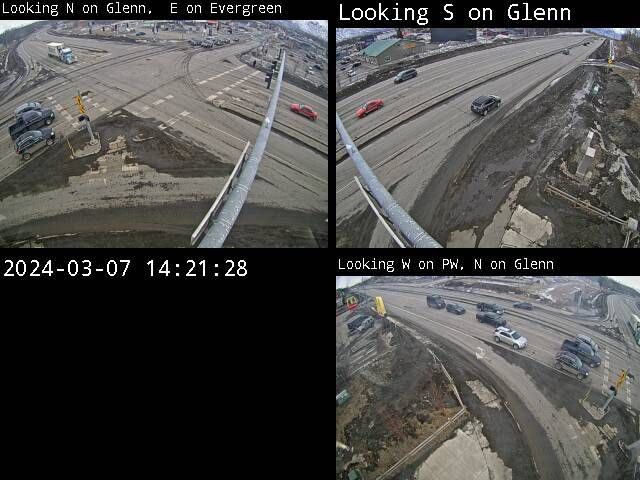 Looking N on Glenn,  E on Evergreen
Looking S on Glenn
2024-03-07 14:21:28
Looking W on PW, N on Glenn